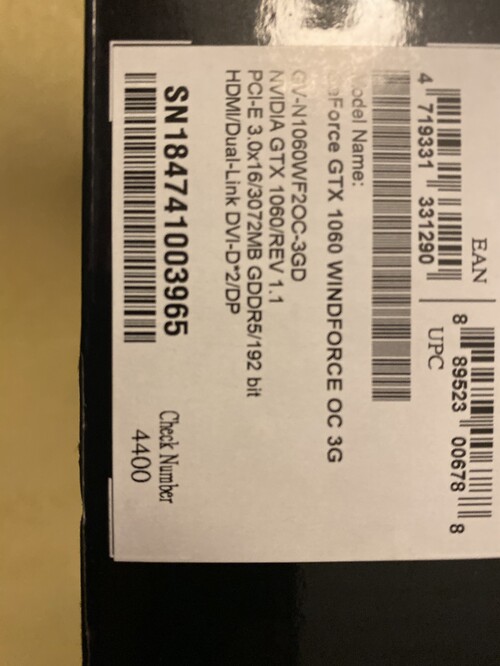 EAN
4 719331 331290
UPC
8 89523 00678 8
Model Name:
GeForce GTX 1060 WINDFORCE OC 3G
GV-N1060WF2OC-3GD
NVIDIA GTX 1060/REV 1.1
PCI-E 3.0x16/3072MB GDDR5/192 bit
HDMI/Dual-Link DVI-D*2/DP
SN184741003965
Check Number
4400